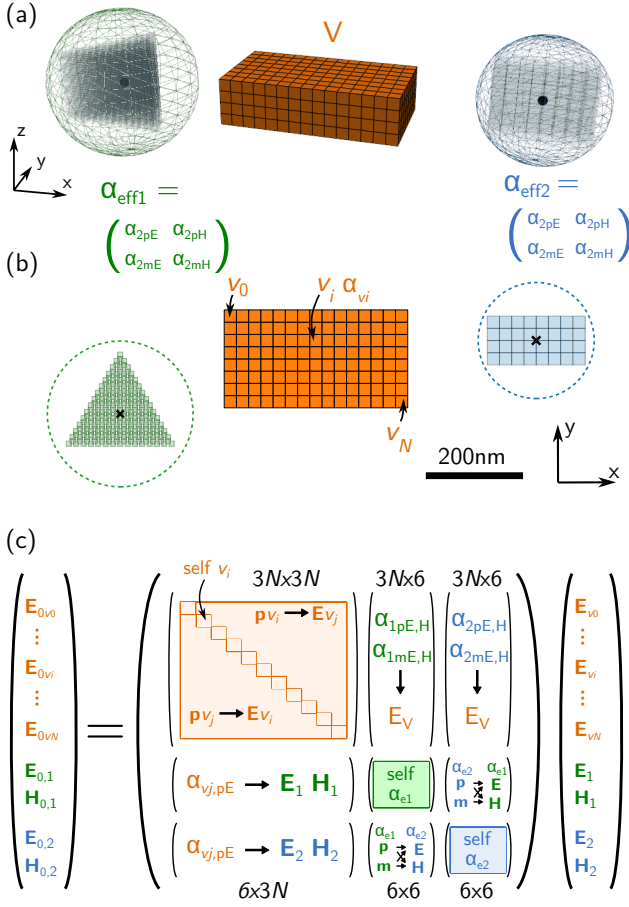 (a)
V
z
y
x
α_eff1 =
α_2pE α_2pH
α_2mE α_2mH
α_eff2 =
α_2pE α_2pH
α_2mE α_2mH
(b)
v_0
v_i α_vi
v_N
200nm
y
x
(c)
self v_i
3Nx3N
3Nx6
3Nx6
E_0v0
...
E_0vi
...
E_0vN
E_0,1
H_0,1
E_0,2
H_0,2
=
p v_i → E v_j
p v_j → E v_i
α_1pE,H
α_1mE,H
↓
E_V
α_2pE,H
α_2mE,H
↓
E_V
α_vj,pE → E_1 H_1
self
α_e1
α_e2 α_e1
p E
m H
α_vj,pE → E_2 H_2
α_e1 α_e2
p E
m H
self
α_e2
6x3N
6x6
6x6
E_v0
...
E_vi
...
E_vN
E_1
H_1
E_2
H_2